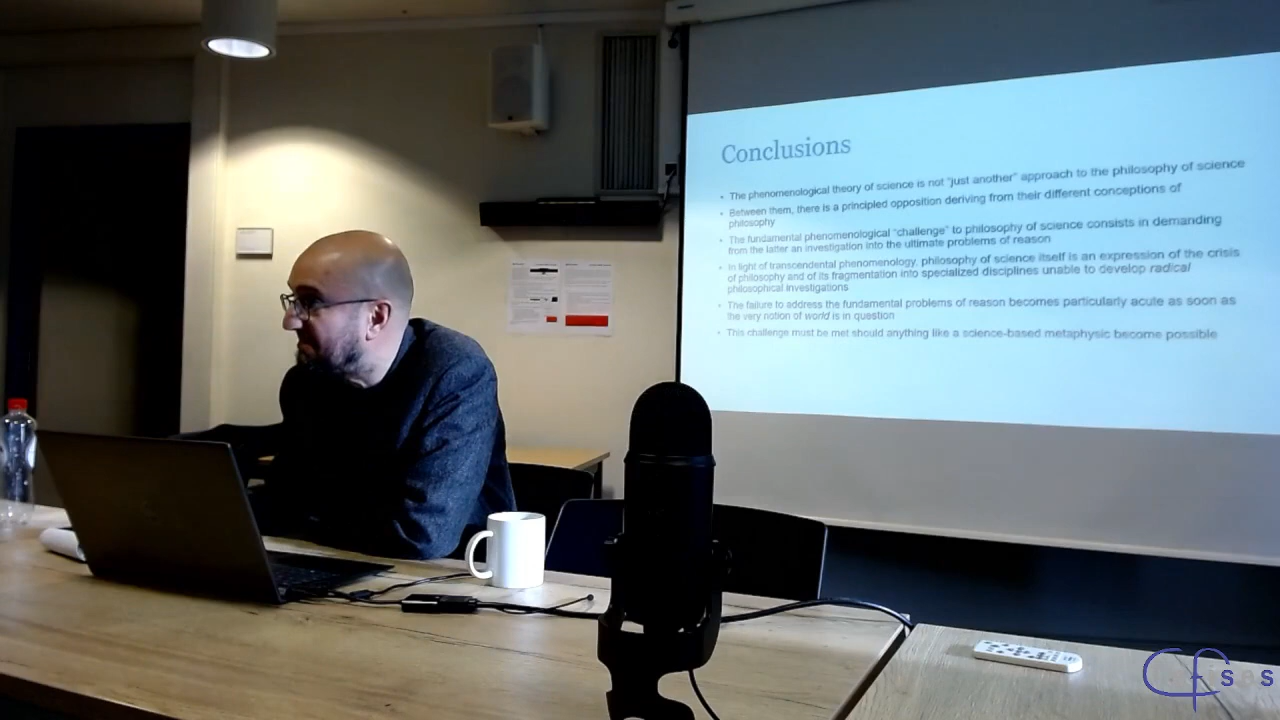 Conclusions
• The phenomenological theory of science is not "just another" approach to the philosophy of science
• Between them, there is a principled opposition deriving from their different conceptions of
philosophy
• The fundamental phenomenological "challenge" to philosophy of science consists in demanding
from the latter an investigation into the ultimate problems of reason
• In light of transcendental phenomenology, philosophy of science itself is an expression of the crisis
of philosophy and of its fragmentation into specialized disciplines unable to develop radical
philosophical investigations
• The failure to address the fundamental problems of reason becomes particularly acute as soon as
the very notion of world is in question
• This challenge must be met should anything like a science-based metaphysic become possible